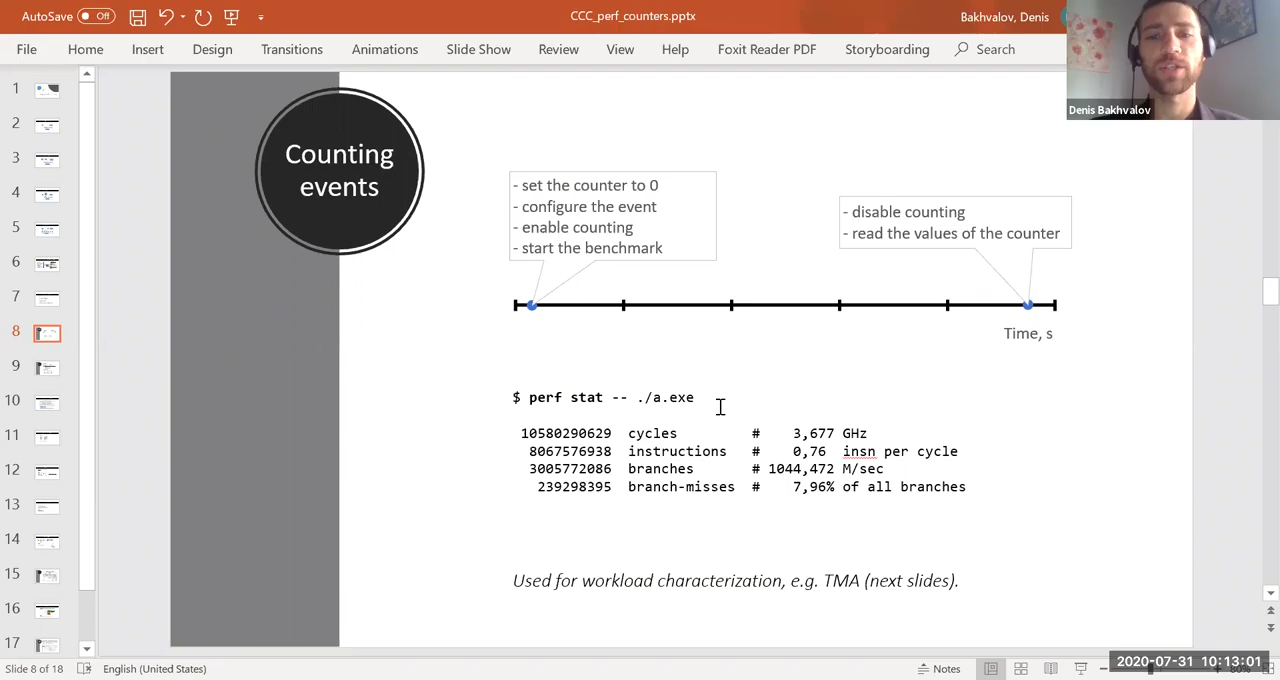 AutoSave Off CCC_perf_counters.pptx Bakhvalov, Denis
File Home Insert Design Transitions Animations Slide Show Review View Help Foxit Reader PDF Storyboarding Search
Denis Bakhvalov
1
2
3
4
5
6
7
8
9
10
11
12
13
14
15
16
17
Counting
events
- set the counter to 0
- configure the event
- enable counting
- start the benchmark
- disable counting
- read the values of the counter
Time, s
$ perf stat -- ./a.exe
10580290629 cycles # 3,677 GHz
8067576938 instructions # 0,76 insn per cycle
3005772086 branches # 1044,472 M/sec
239298395 branch-misses # 7,96% of all branches
Used for workload characterization, e.g. TMA (next slides).
Slide 8 of 18 English (United States) Notes
2020-07-31 10:13:01